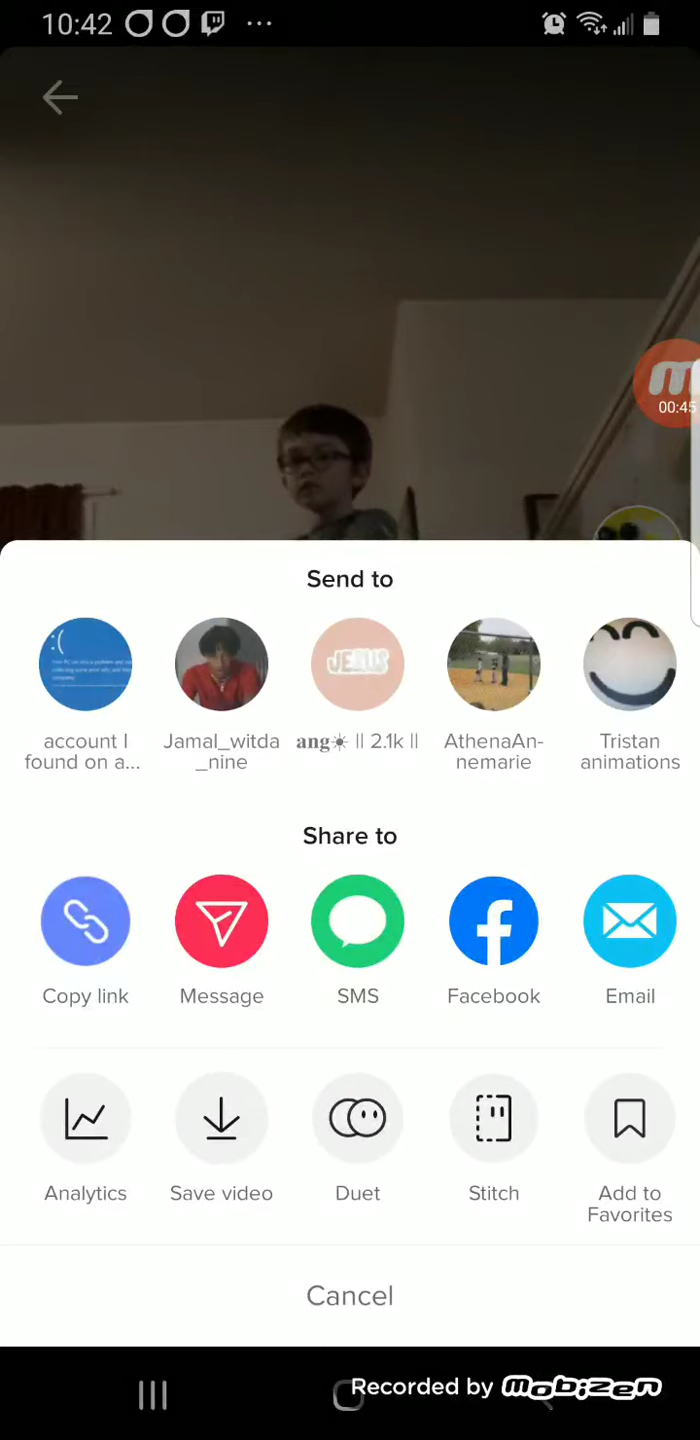 10:42
00:45
Send to
JESUS
account I
found on a...
Jamal_witda
_nine
𝐚𝐧𝐠☀ || 2.1k ||
AthenaAn-
nemarie
Tristan
animations
Share to
Copy link
Message
SMS
Facebook
Email
Analytics
Save video
Duet
Stitch
Add to
Favorites
Cancel
Recorded by mobizen